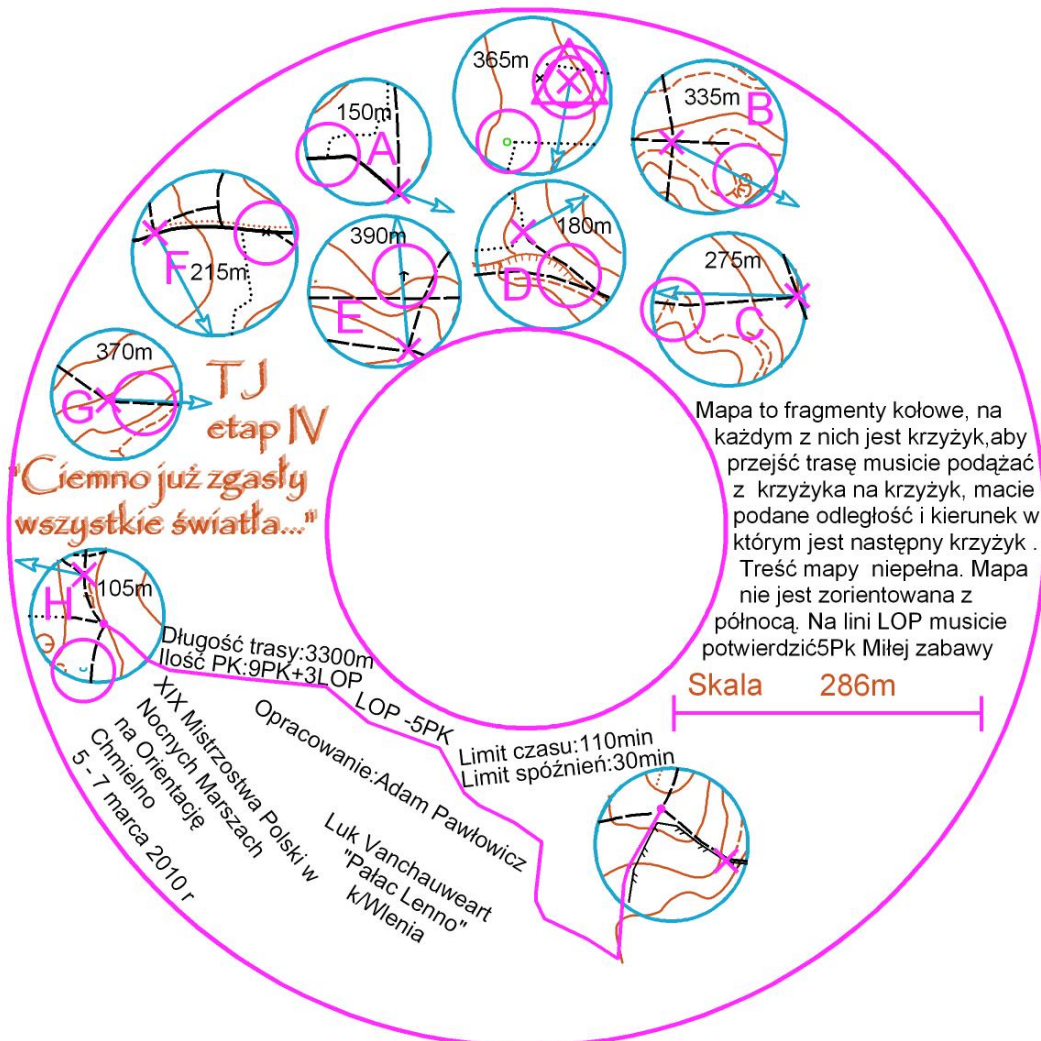 365m
335m
B
150m
A
390m
E
180m
D
275m
C
F
215m
370m
G
TJ
etap IV
"Ciemno już zgasły
wszystkie światła..."
H
105m
Mapa to fragmenty kołowe, na
każdym z nich jest krzyżyk,aby
przejść trasę musicie podążać
z krzyżyka na krzyżyk, macie
podane odległość i kierunek w
którym jest następny krzyżyk .
Treść mapy niepełna. Mapa
nie jest zorientowana z
północą. Na lini LOP musicie
potwierdzić5Pk Miłej zabawy
Skala 286m
Długość trasy:3300m
Ilość PK:9PK+3LOP
LOP -5PK
Limit czasu:110min
Limit spóźnień:30min
XIX Mistrzostwa Polski w
Nocnych Marszach
na Orientację
Chmielno
5 - 7 marca 2010 r
Opracowanie:Adam Pawłowicz
Luk Vanchauweart
"Pałac Lenno"
k/Wlenia